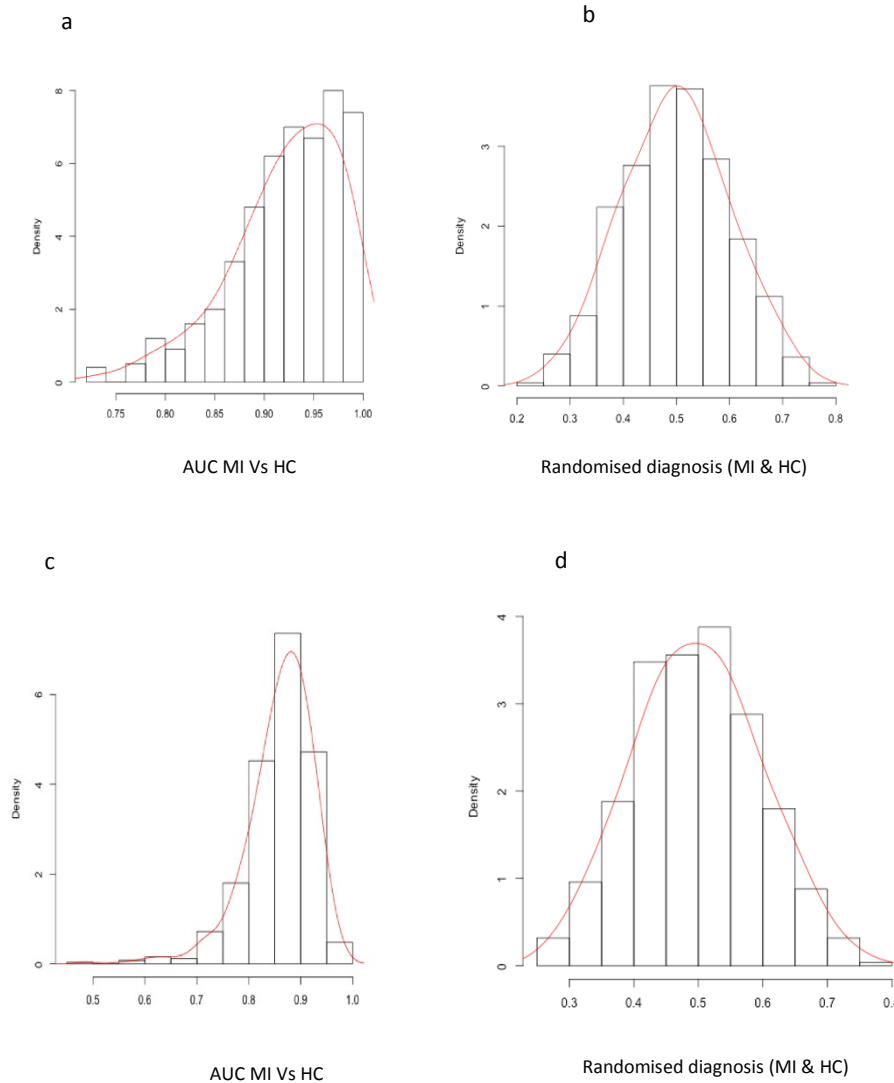 a
Density
0 2 4 6 8
0.75 0.80 0.85 0.90 0.95 1.00
AUC MI Vs HC
b
Density
0 1 2 3
0.2 0.3 0.4 0.5 0.6 0.7 0.8
Randomised diagnosis (MI & HC)
c
Density
0 2 4 6
0.5 0.6 0.7 0.8 0.9 1.0
AUC MI Vs HC
d
Density
0 1 2 3 4
0.3 0.4 0.5 0.6 0.7
Randomised diagnosis (MI & HC)